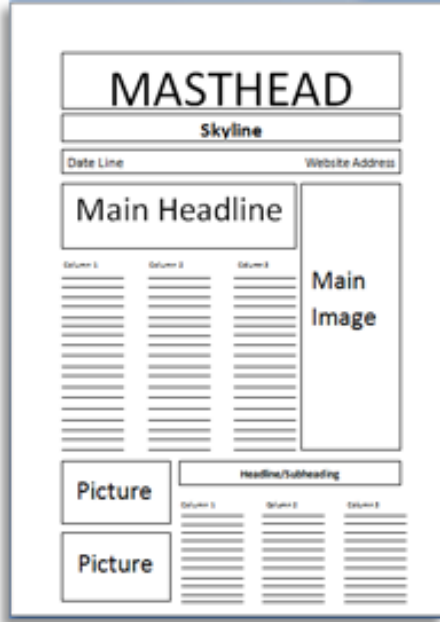 MASTHEAD
Skyline
Date Line Website Address
Main Headline
Column 1 Column 2 Column 3
Main
Image
Picture
Headline/Subheading
Column 1 Column 2 Column 3
Picture